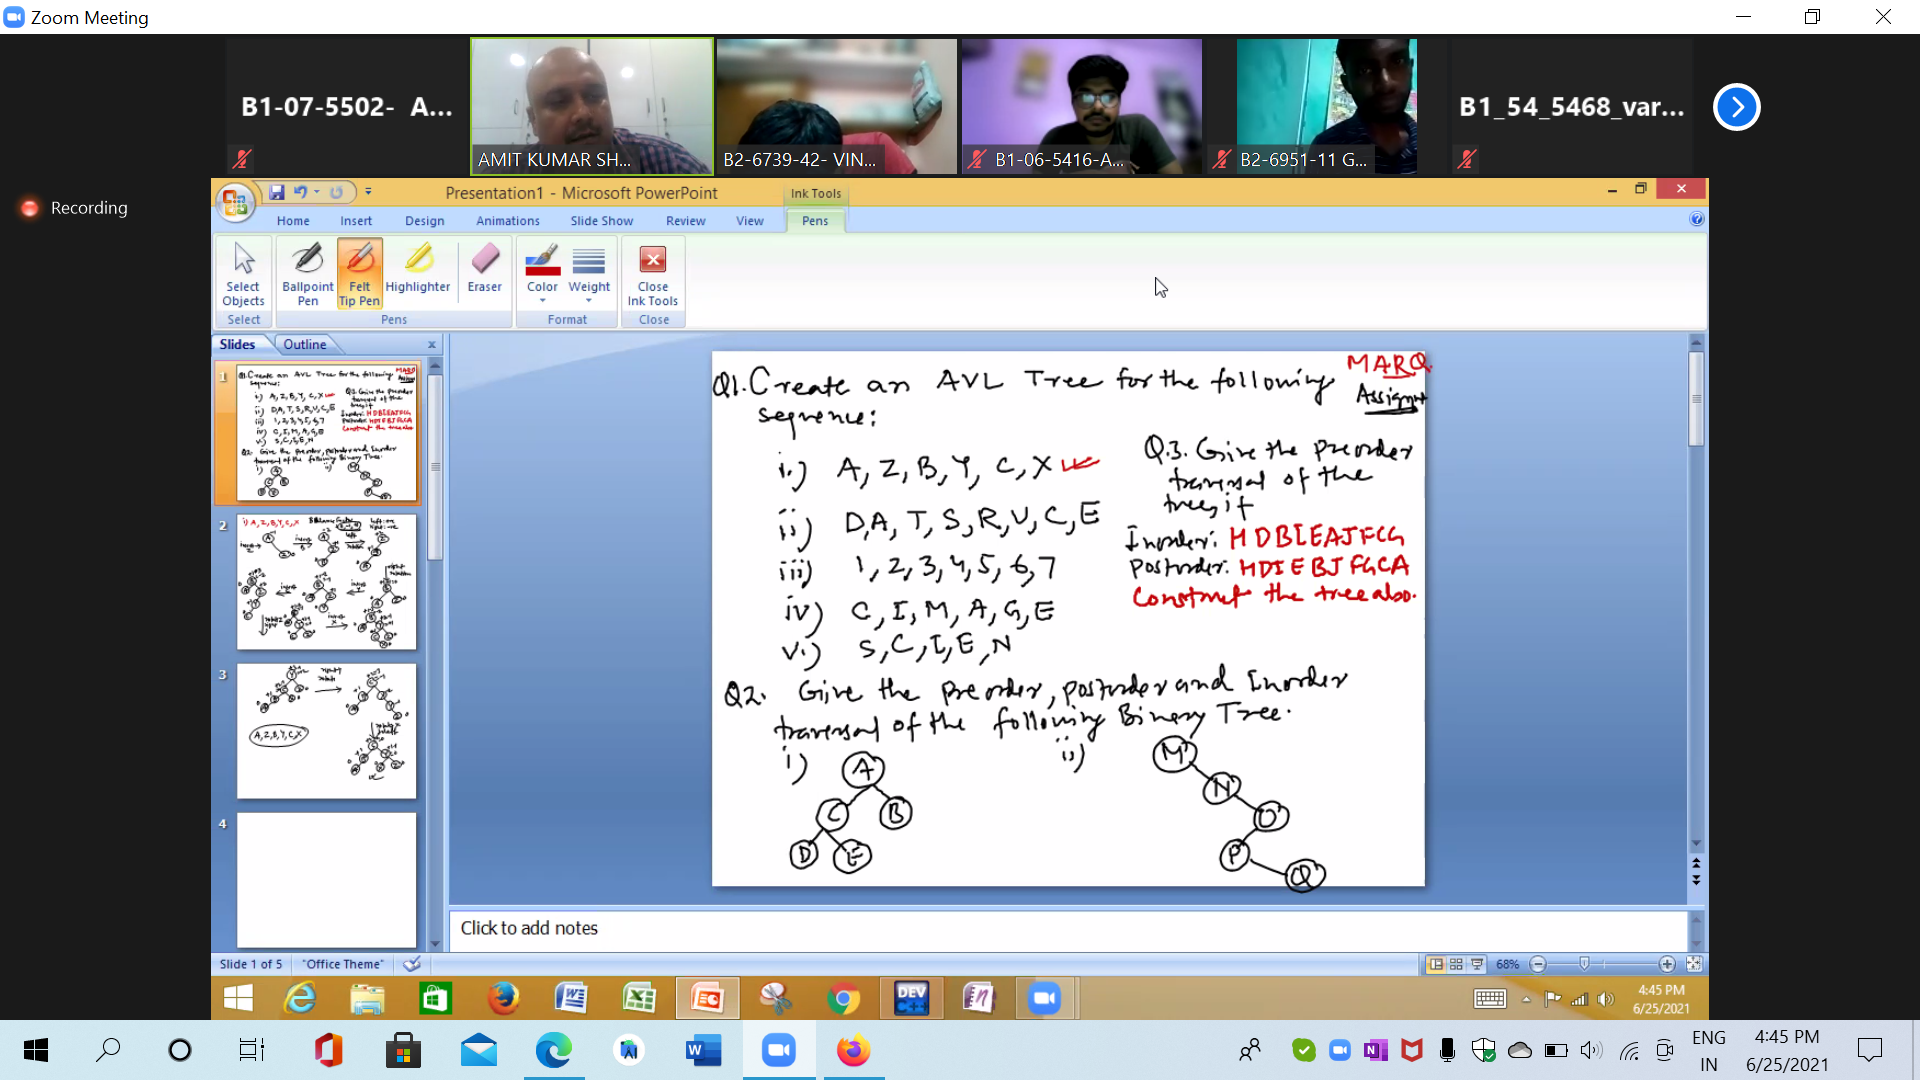 Zoom Meeting
B1-07-5502- A...
AMIT KUMAR SH...
B2-6739-42- VIN...
B1-06-5416-A...
B2-6951-11 G...
B1_54_5468_var...
Recording
Presentation1 - Microsoft PowerPoint
Ink Tools
Home Insert Design Animations Slide Show Review View Pens
Select Objects
Ballpoint Pen
Felt Tip Pen
Highlighter
Eraser
Color
Weight
Close Ink Tools
Select Pens Format Close
Slides Outline
1
2
3
4
MARQ.
Q1. Create an AVL Tree for the following
sequence:
i.) A, Z, B, Y, C, X
ii) D, A, T, S, R, U, C, E
iii) 1, 2, 3, 4, 5, 6, 7
iv) C, I, M, A, G, E
v.) S, C, I, E, N
Q.3. Give the preorder
traversal of the
trees, if
Inorder: HDBIEAJFCG
Postorder: HDIEBJFGCA
Construct the tree also.
Q2. Give the preorder, postorder and Inorder
traversal of the following Binary Tree.
i)
A
C B
D E
ii)
M
N
O
P
Q
Click to add notes
Slide 1 of 5 "Office Theme" 68%
4:45 PM
6/25/2021
ENG
IN
4:45 PM
6/25/2021